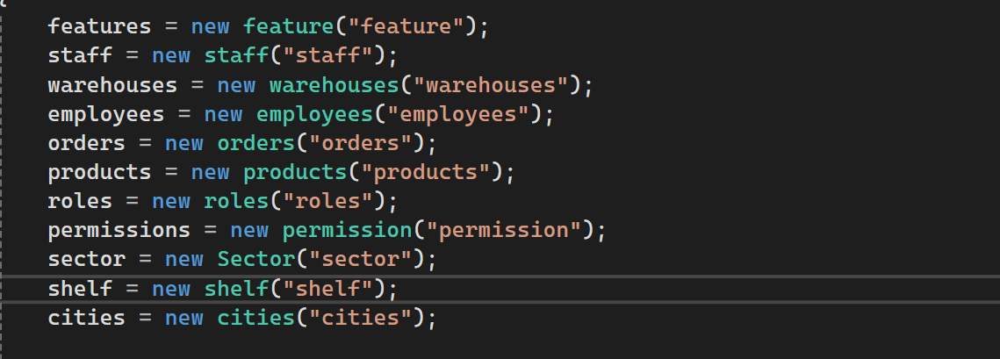 features = new feature("feature");
staff = new staff("staff");
warehouses = new warehouses("warehouses");
employees = new employees("employees");
orders = new orders("orders");
products = new products("products");
roles = new roles("roles");
permissions = new permission("permission");
sector = new Sector("sector");
shelf = new shelf("shelf");
cities = new cities("cities");